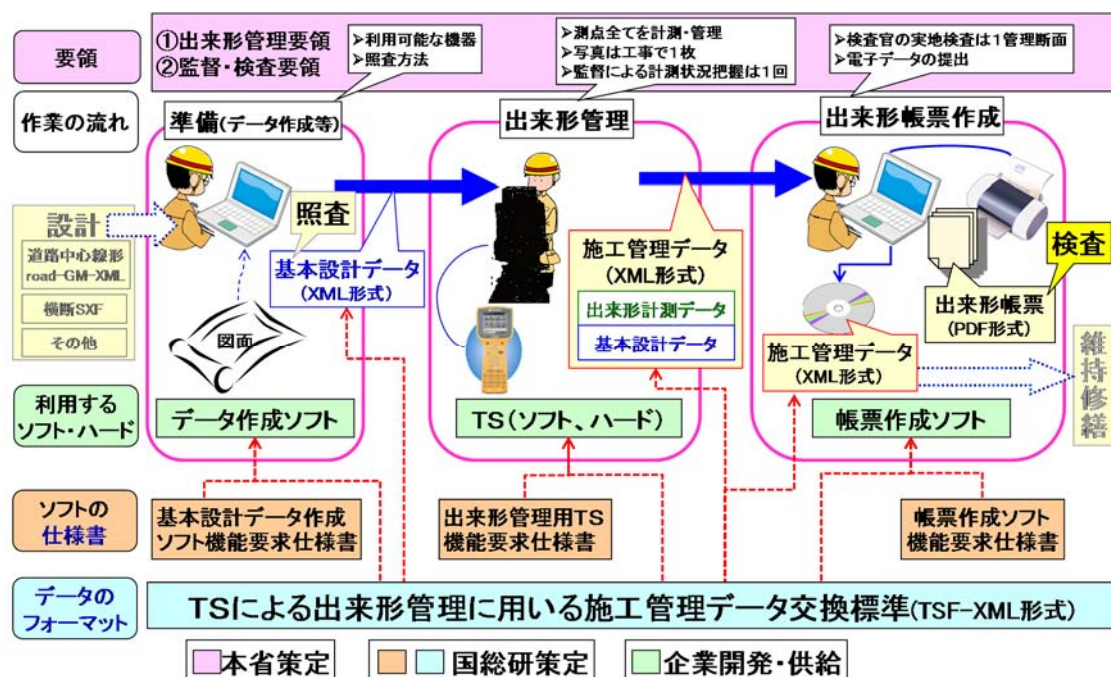 要領
①出来形管理要領
②監督・検査要領
➢利用可能な機器
➢照査方法
➢測点全てを計測・管理
➢写真は工事で1枚
➢監督による計測状況把握は1回
➢検査官の実地検査は1管理断面
➢電子データの提出
作業の流れ
準備(データ作成等)
出来形管理
出来形帳票作成
設計
道路中心線形
road-GM-XML
横断SXF
その他
照査
基本設計データ
(XML形式)
図面
施工管理データ
(XML形式)
出来形計測データ
基本設計データ
検査
出来形帳票
(PDF形式)
施工管理データ
(XML形式)
維持修繕
利用する
ソフト・ハード
データ作成ソフト
TS(ソフト、ハード)
帳票作成ソフト
ソフトの
仕様書
基本設計データ作成
ソフト機能要求仕様書
出来形管理用TS
機能要求仕様書
帳票作成ソフト
機能要求仕様書
データの
フォーマット
TSによる出来形管理に用いる施工管理データ交換標準(TSF-XML形式)
本省策定
国総研策定
企業開発・供給